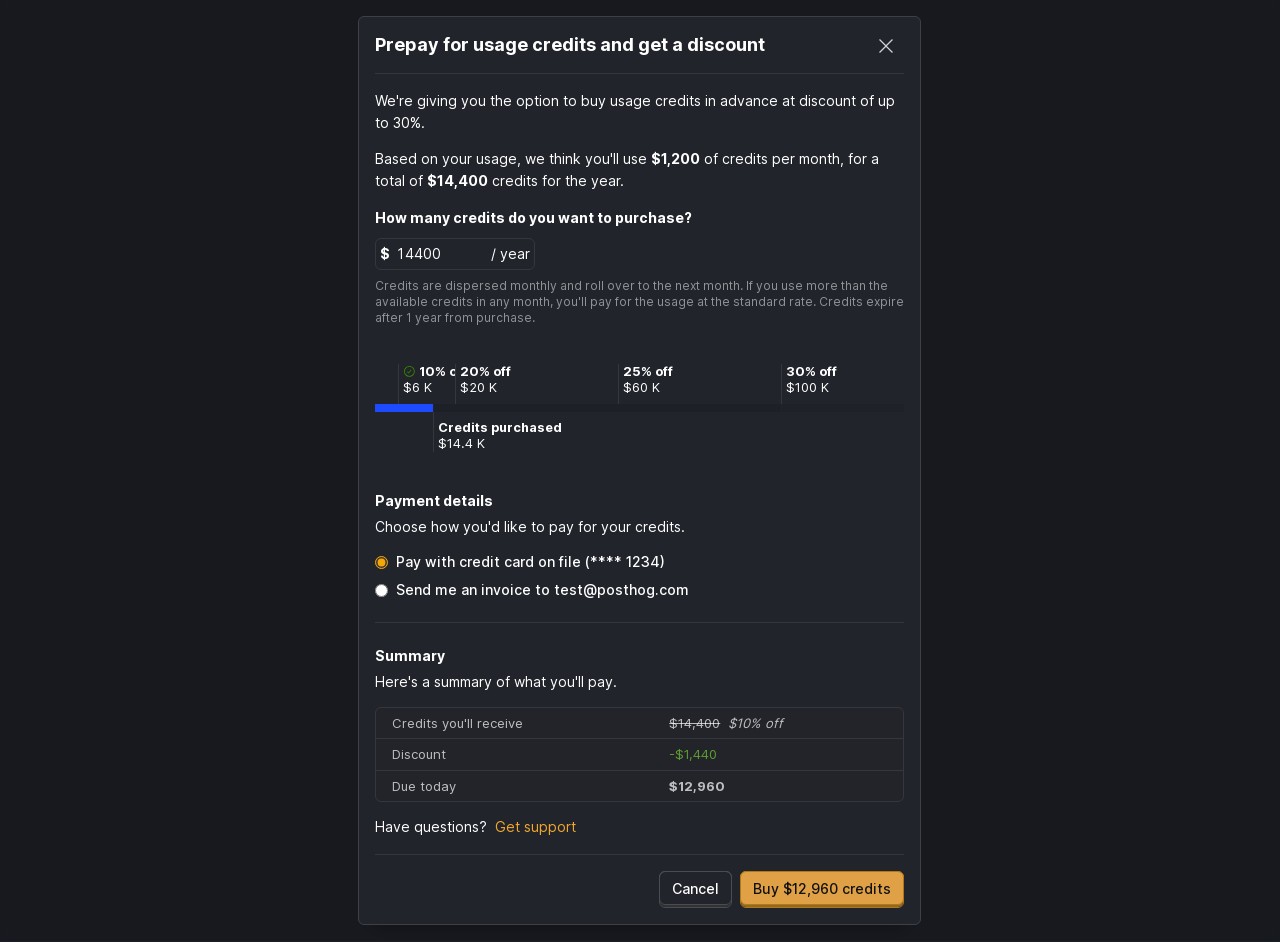 Prepay for usage credits and get a discount
We're giving you the option to buy usage credits in advance at discount of up
to 30%.
Based on your usage, we think you'll use $1,200 of credits per month, for a
total of $14,400 credits for the year.
How many credits do you want to purchase?
$ 14400 / year
Credits are dispersed monthly and roll over to the next month. If you use more than the
available credits in any month, you'll pay for the usage at the standard rate. Credits expire
after 1 year from purchase.
10% o 20% off 25% off 30% off
$6 K $20 K $60 K $100 K
Credits purchased
$14.4 K
Payment details
Choose how you'd like to pay for your credits.
Pay with credit card on file (**** 1234)
Send me an invoice to test@posthog.com
Summary
Here's a summary of what you'll pay.
Credits you'll receive $14,400 $10% off
Discount -$1,440
Due today $12,960
Have questions? Get support
Cancel Buy $12,960 credits